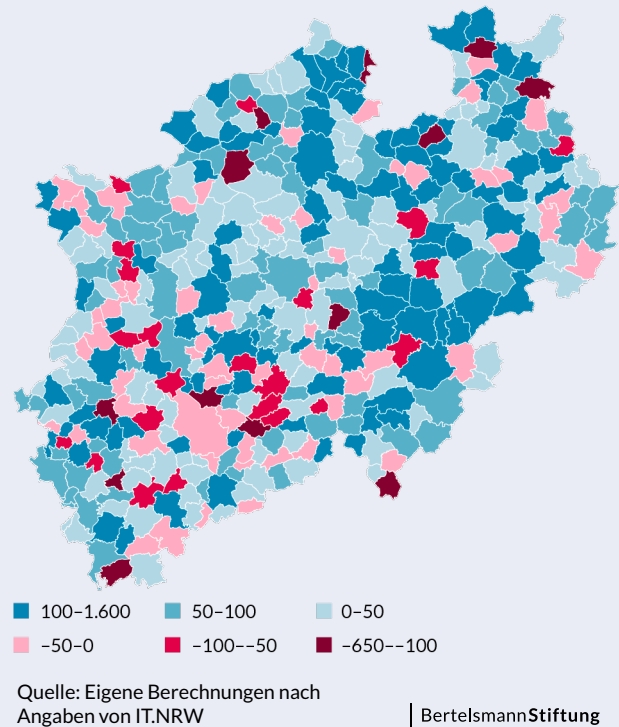 100–1.600 50–100 0–50
–50–0 –100––50 –650––100
Quelle: Eigene Berechnungen nach
Angaben von IT.NRW
BertelsmannStiftung